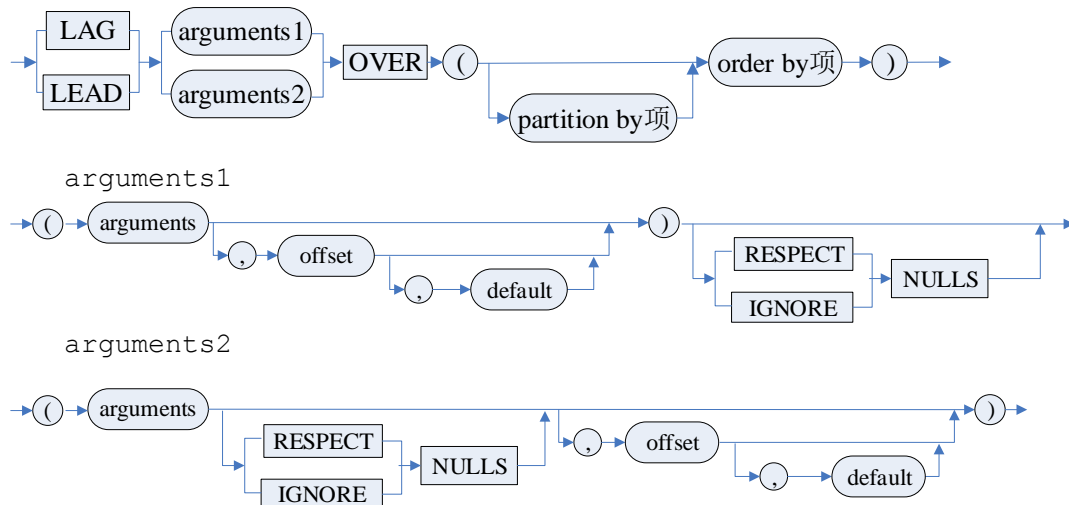 LAG
LEAD
arguments1
arguments2
OVER
(
partition by项
order by项
)
arguments1
(
arguments
,
offset
,
default
)
RESPECT
IGNORE
NULLS
arguments2
(
arguments
RESPECT
IGNORE
NULLS
,
offset
,
default
)